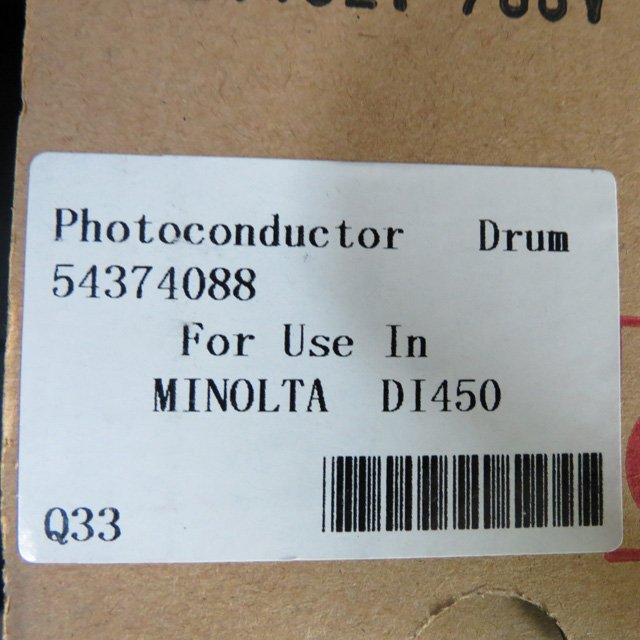 Photoconductor Drum
54374088
For Use In
MINOLTA DI450
Q33